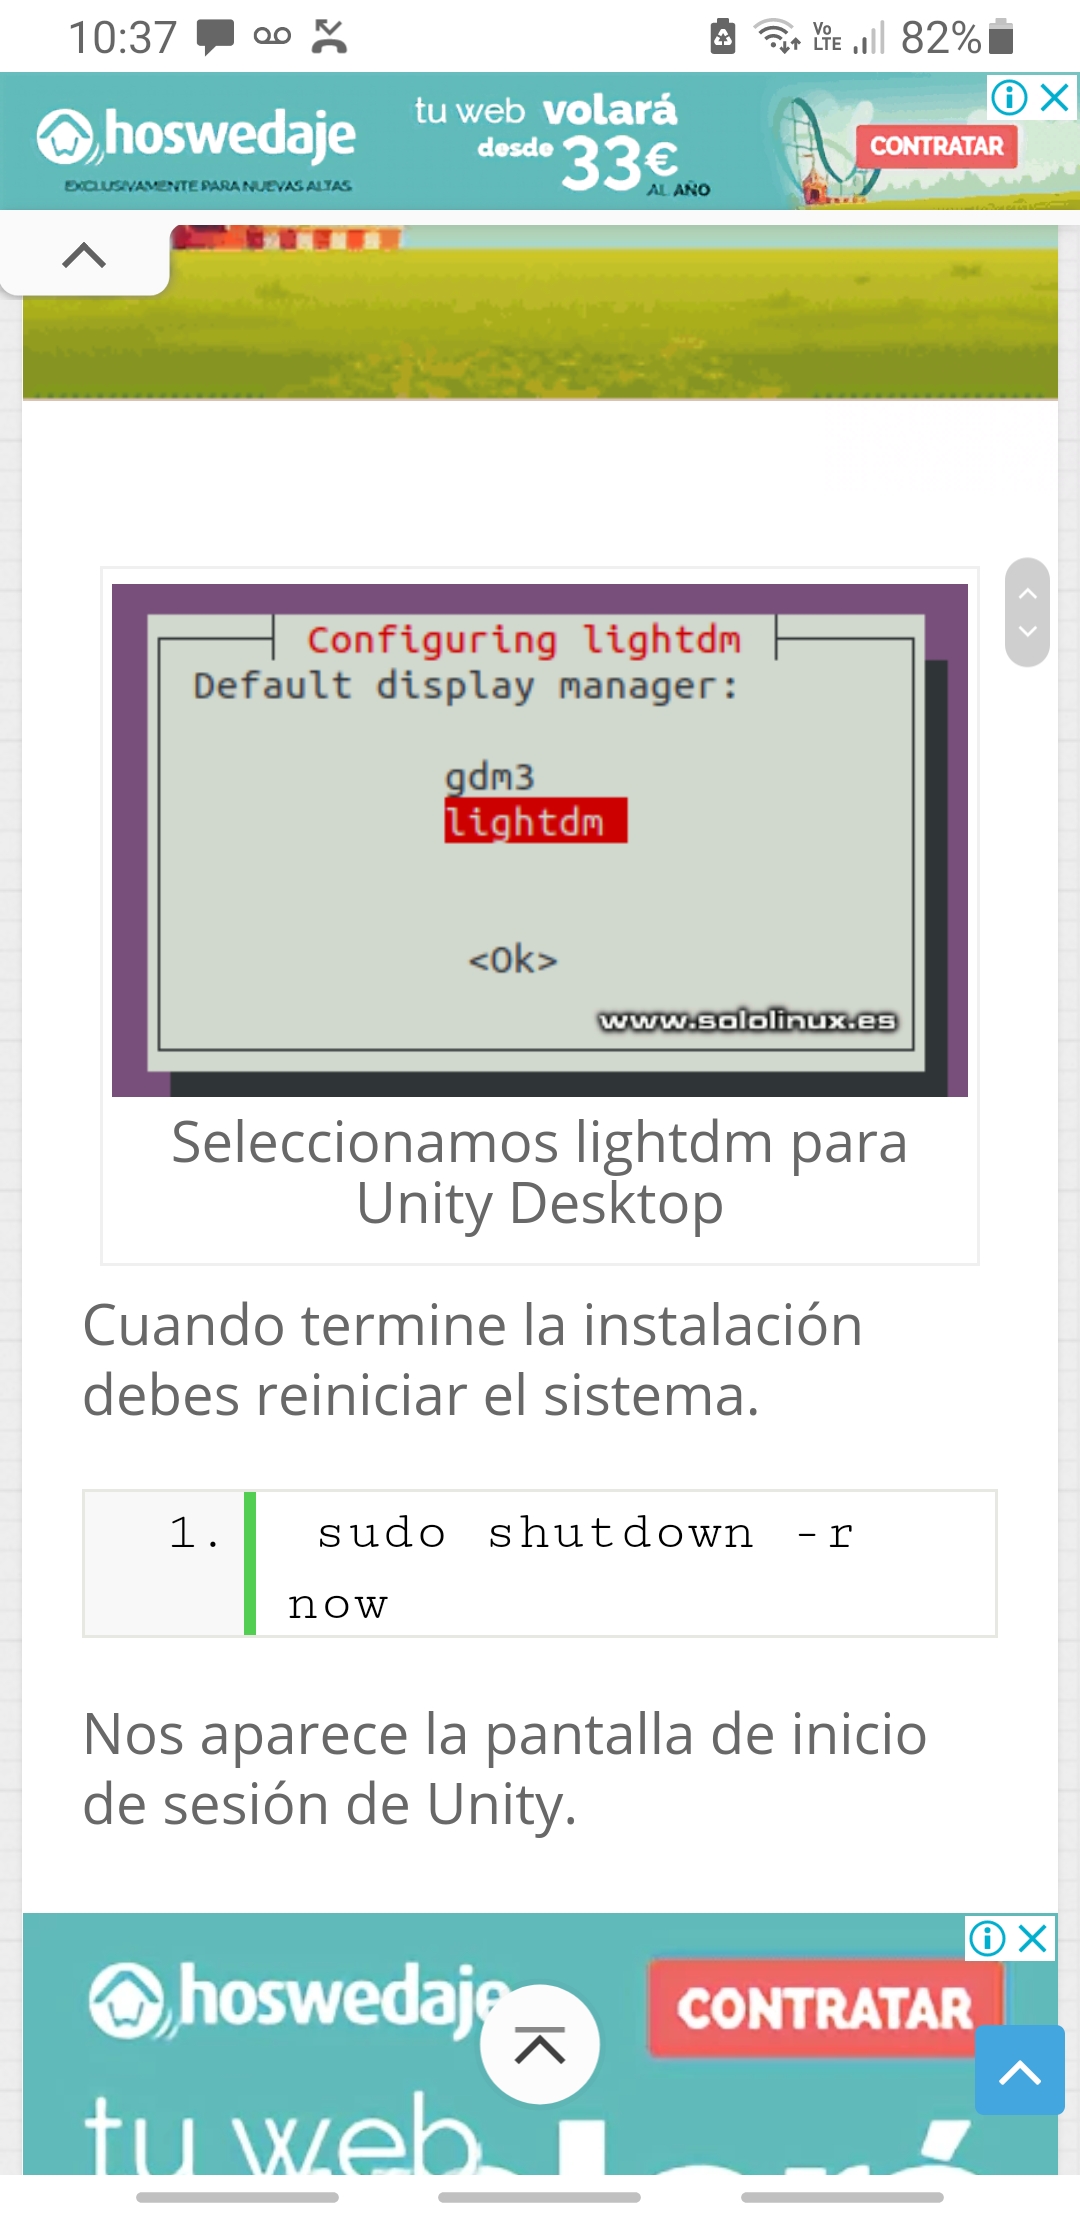 10:37
Vo
LTE
82%
hoswedaje
EXCLUSIVAMENTE PARA NUEVAS ALTAS
tu web volará
desde 33€
AL AÑO
CONTRATAR
Configuring lightdm
Default display manager:
gdm3
lightdm
<Ok>
www.sololinux.es
Seleccionamos lightdm para
Unity Desktop
Cuando termine la instalación
debes reiniciar el sistema.
1. sudo shutdown -r
now
Nos aparece la pantalla de inicio
de sesión de Unity.
hoswedaje
CONTRATAR
tu web